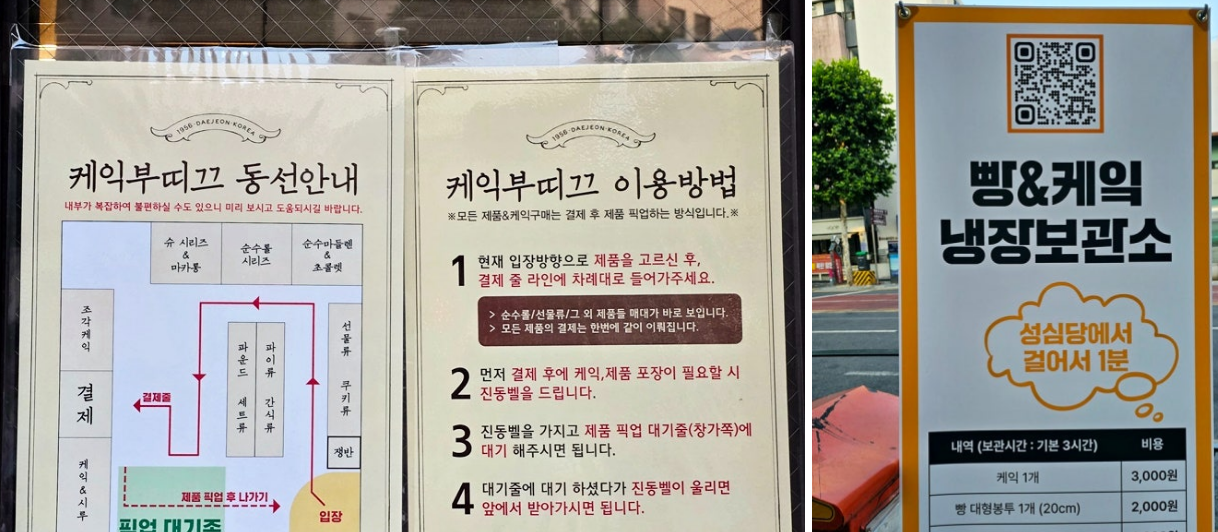 1956·DAEJEON·KOREA
케익부띠끄 동선안내
내부가 복잡하여 불편하실 수도 있으니 미리 보시고 도움되시길 바랍니다.
슈 시리즈
&
마카롱
순수롤
시리즈
순수마들렌
&
초콜렛
조각케익
결제
케익&시루
파운드 세트류
파이류 간식류
선물류 쿠키류
쟁반
결제줄
제품 픽업 후 나가기
픽업 대기존
입장
1956·DAEJEON·KOREA
케익부띠끄 이용방법
※모든 제품&케익구매는 결제 후 제품 픽업하는 방식입니다.※
1 현재 입장방향으로 제품을 고르신 후,
결제 줄 라인에 차례대로 들어가주세요.
> 순수롤/선물류/그 외 제품들 매대가 바로 보입니다.
> 모든 제품의 결제는 한번에 같이 이뤄집니다.
2 먼저 결제 후에 케익,제품 포장이 필요할 시
진동벨을 드립니다.
3 진동벨을 가지고 제품 픽업 대기줄(창가쪽)에
대기 해주시면 됩니다.
4 대기줄에 대기 하셨다가 진동벨이 울리면
앞에서 받아가시면 됩니다.
빵&케익
냉장보관소
성심당에서
걸어서 1분
내역 (보관시간 : 기본 3시간) 비용
케익 1개 3,000원
빵 대형봉투 1개 (20cm) 2,000원